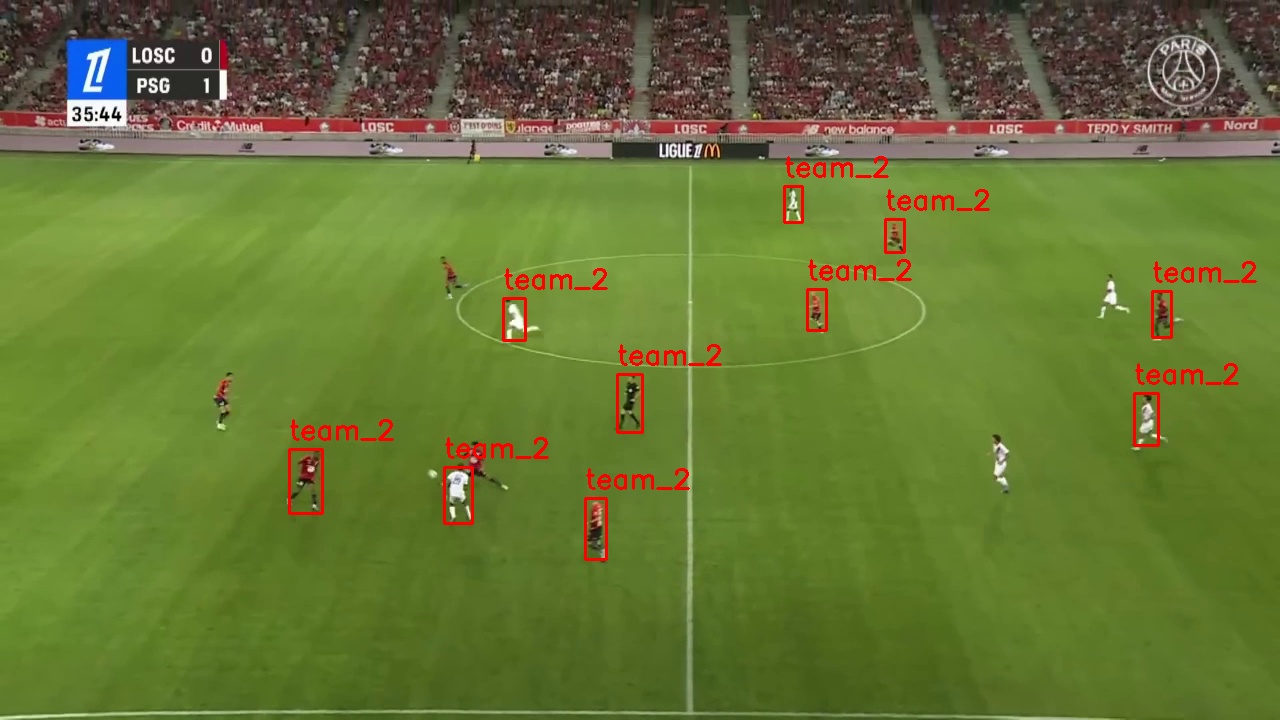 LOSC 0
PSG 1
35:44
PARIS
Crédit Mutuel
LOSC
LOSC
new balance
LOSC
TEDDY SMITH
Nord
LIGUE 1
team_2
team_2
team_2
team_2
team_2
team_2
team_2
team_2
team_2
team_2